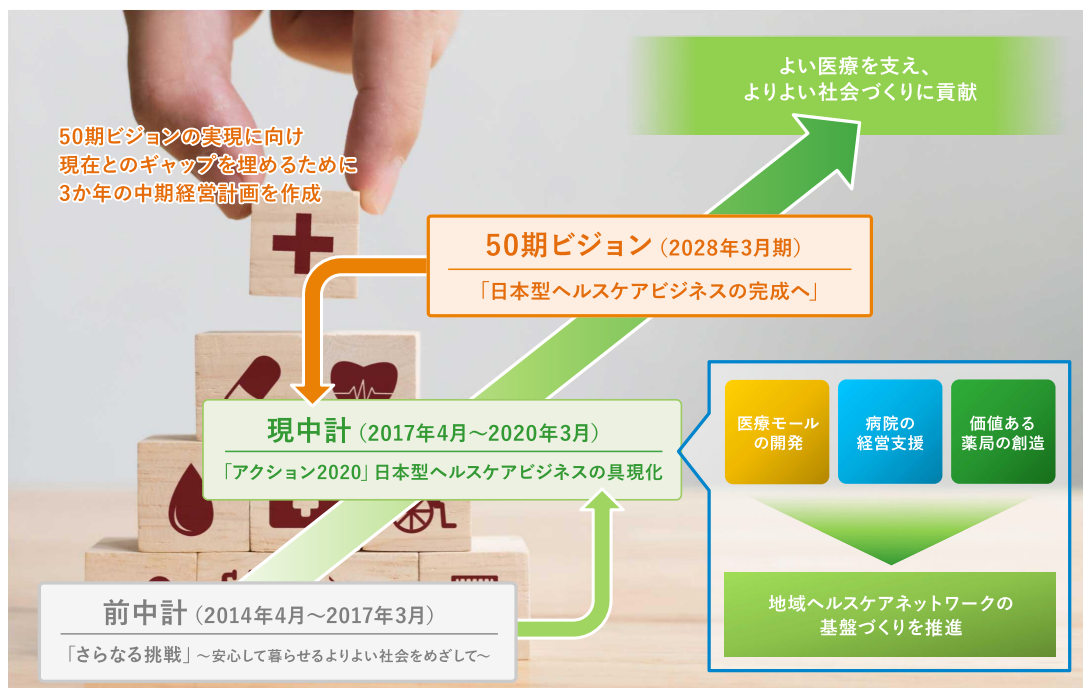 よい医療を支え、
よりよい社会づくりに貢献
50期ビジョンの実現に向け
現在とのギャップを埋めるために
3か年の中期経営計画を作成
50期ビジョン（2028年3月期）
「日本型ヘルスケアビジネスの完成へ」
現中計（2017年4月～2020年3月）
「アクション2020」日本型ヘルスケアビジネスの具現化
医療モール
の開発
病院の
経営支援
価値ある
薬局の創造
地域ヘルスケアネットワークの
基盤づくりを推進
前中計（2014年4月～2017年3月）
「さらなる挑戦」～安心して暮らせるよりよい社会をめざして～